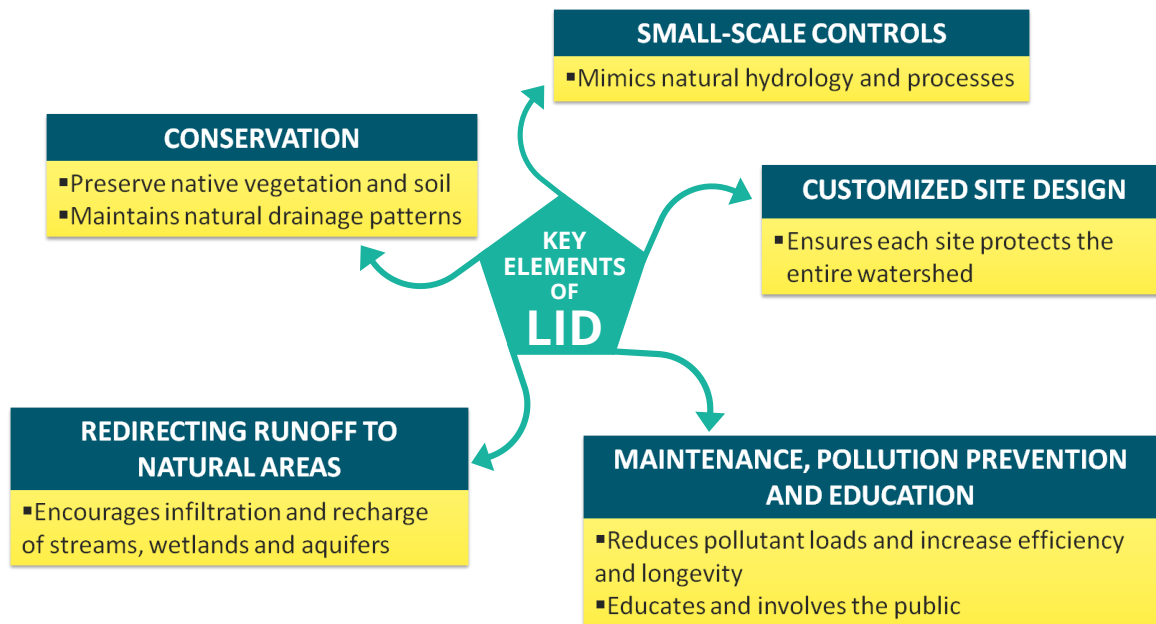 SMALL-SCALE CONTROLS
▪Mimics natural hydrology and processes
CONSERVATION
▪Preserve native vegetation and soil
▪Maintains natural drainage patterns
CUSTOMIZED SITE DESIGN
▪Ensures each site protects the
entire watershed
KEY
ELEMENTS
OF
LID
REDIRECTING RUNOFF TO
NATURAL AREAS
▪Encourages infiltration and recharge
of streams, wetlands and aquifers
MAINTENANCE, POLLUTION PREVENTION
AND EDUCATION
▪Reduces pollutant loads and increase efficiency
and longevity
▪Educates and involves the public